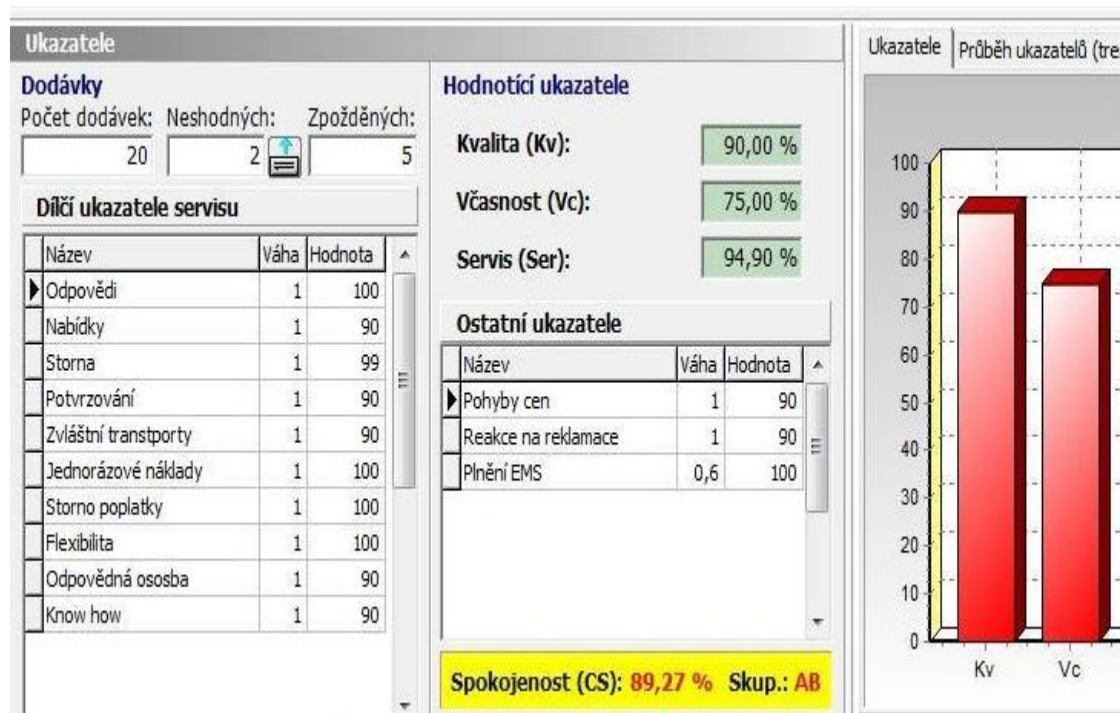 Ukazatele
Dodávky
Počet dodávek: Neshodných: Zpožděných:
20 2 5
Dílčí ukazatele servisu
Název Váha Hodnota
Odpovědi 1 100
Nabídky 1 90
Storna 1 99
Potvrzování 1 90
Zvláštní transtporty 1 90
Jednorázové náklady 1 100
Storno poplatky 1 100
Flexibilita 1 100
Odpovědná ososba 1 90
Know how 1 90
Hodnotící ukazatele
Kvalita (Kv): 90,00 %
Včasnost (Vc): 75,00 %
Servis (Ser): 94,90 %
Ostatní ukazatele
Název Váha Hodnota
Pohyby cen 1 90
Reakce na reklamace 1 90
Plnění EMS 0,6 100
Spokojenost (CS): 89,27 % Skup.: AB
Ukazatele Průběh ukazatelů (tre
100
90
80
70
60
50
40
30
20
10
0
Kv Vc